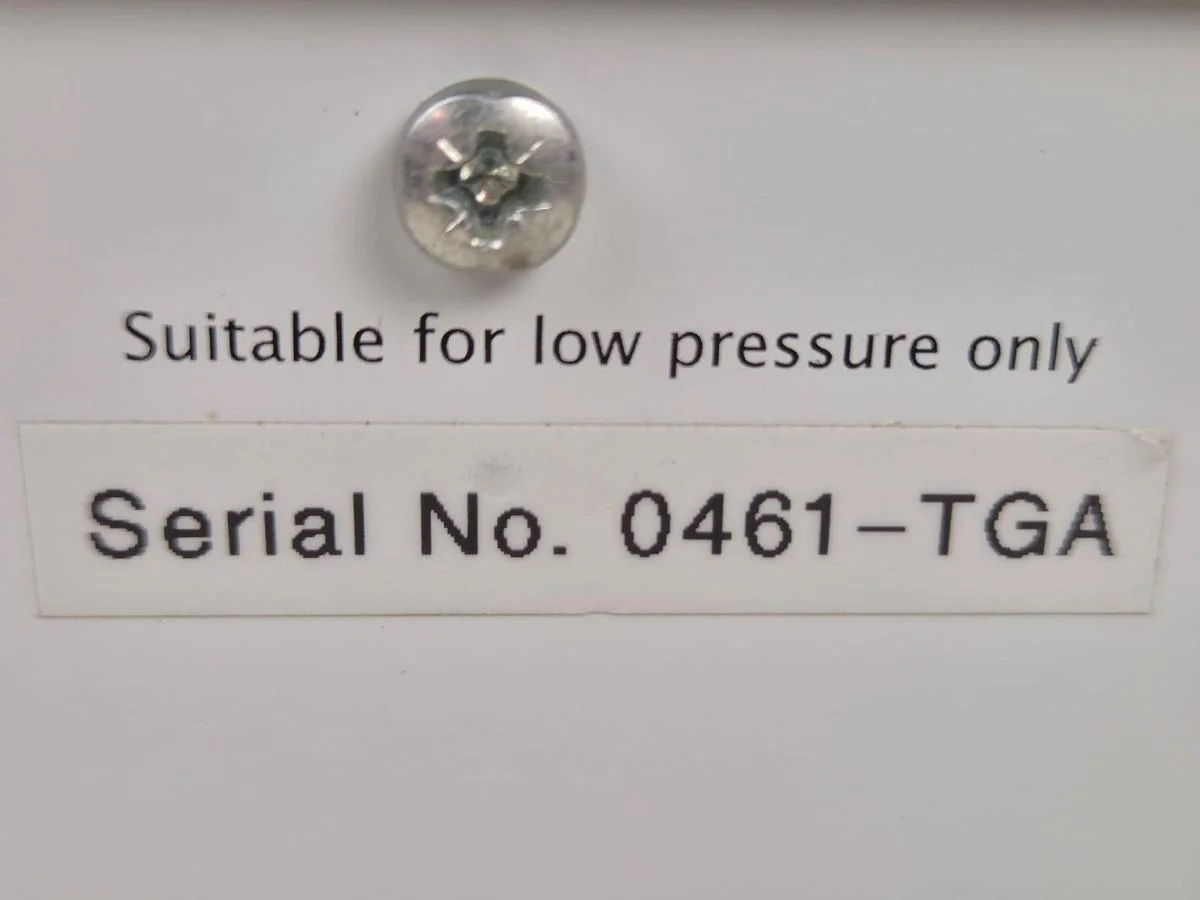 Suitable for low pressure only
Serial No. 0461-TGA